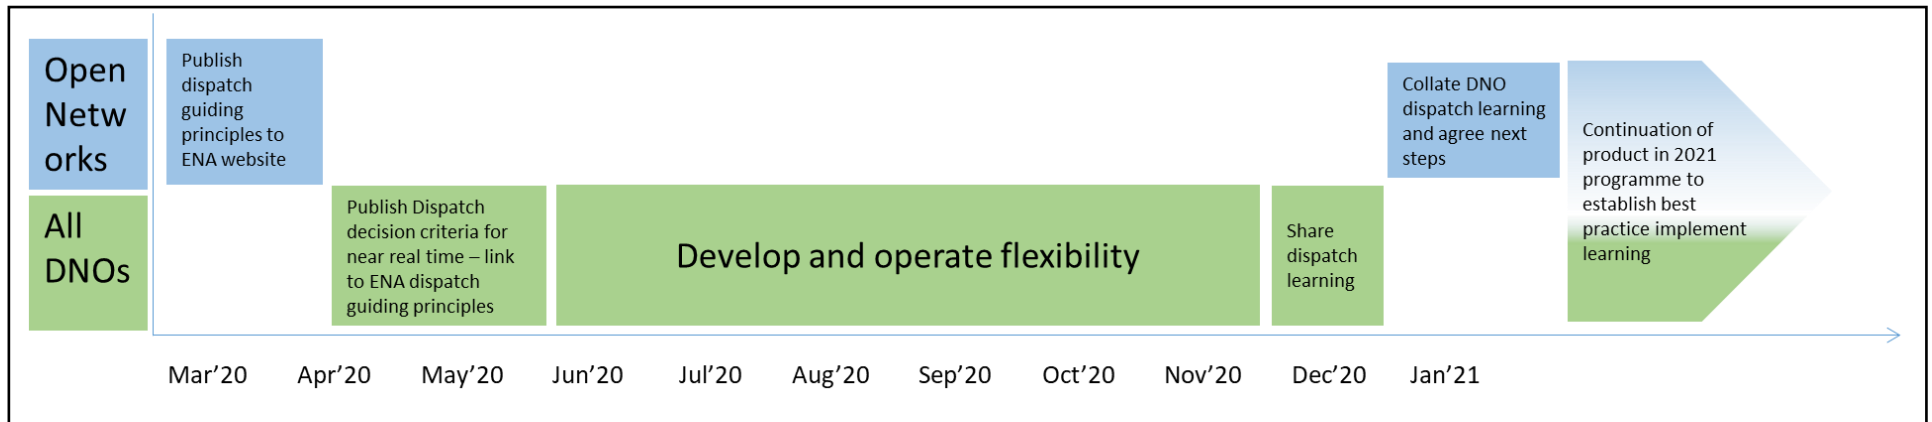 Open
Netw
orks
Publish
dispatch
guiding
principles to
ENA website
Collate DNO
dispatch learning
and agree next
steps
Continuation of
product in 2021
programme to
establish best
practice implement
learning
All
DNOs
Publish Dispatch
decision criteria for
near real time – link
to ENA dispatch
guiding principles
Develop and operate flexibility
Share
dispatch
learning
Mar’20 Apr’20 May’20 Jun’20 Jul’20 Aug’20 Sep’20 Oct’20 Nov’20 Dec’20 Jan’21